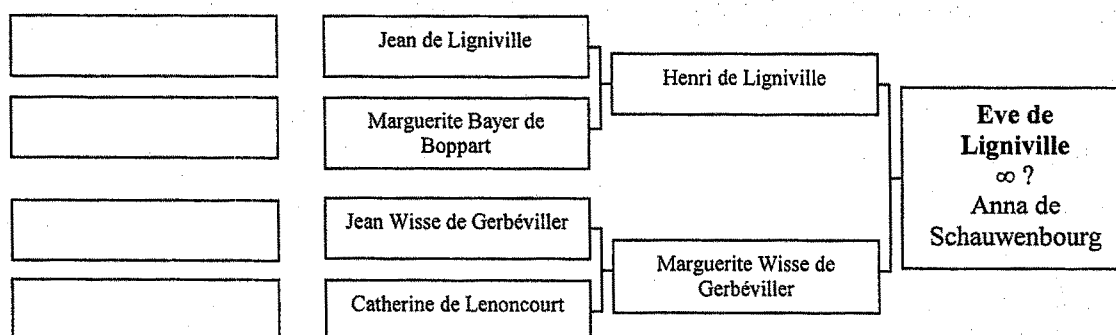 Jean de Ligniville
Marguerite Bayer de
Boppart
Jean Wisse de Gerbéviller
Catherine de Lenoncourt
Henri de Ligniville
Marguerite Wisse de
Gerbéviller
Eve de
Ligniville
∞ ?
Anna de
Schauwenbourg